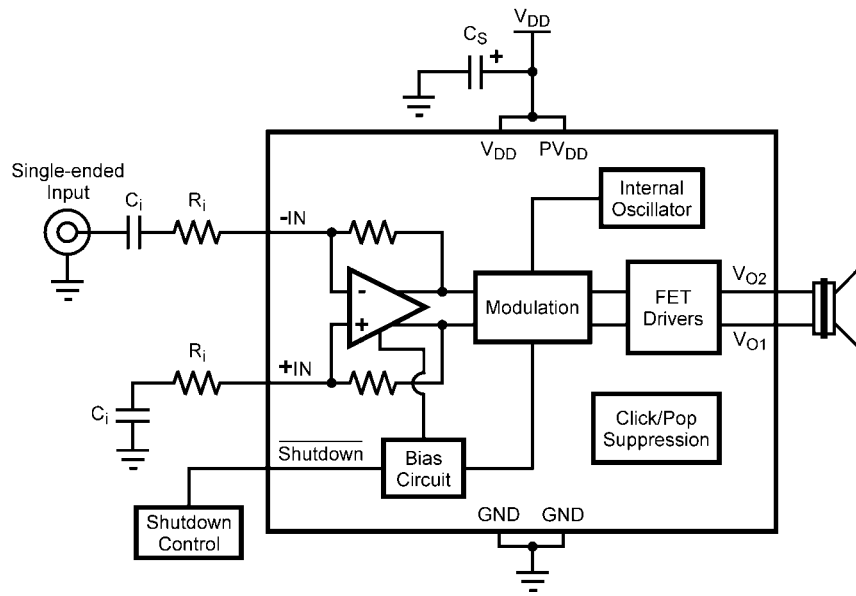 V_DD
C_S
+
V_DD PV_DD
Single-ended
Input
C_i
R_i
-IN
Internal
Oscillator
-
+
Modulation
FET
Drivers
V_O2
V_O1
R_i
+IN
C_i
Click/Pop
Suppression
Shutdown
Bias
Circuit
Shutdown
Control
GND GND